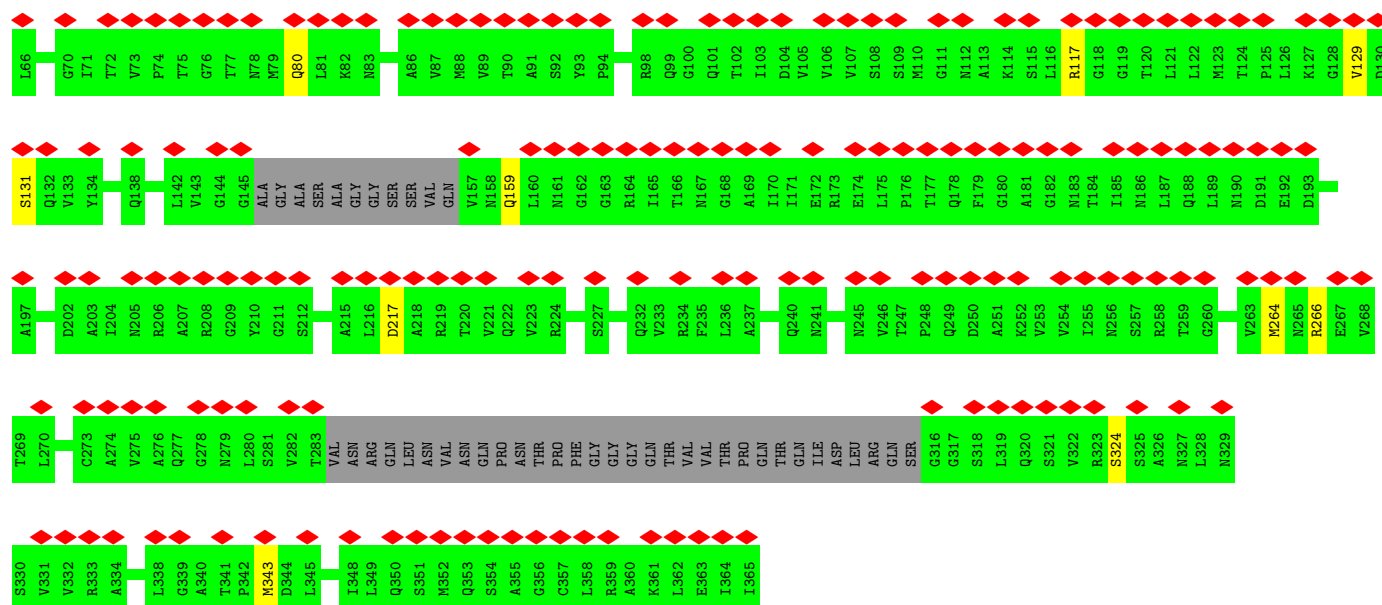 L66 G70 I71 T72 V73 P74 T75 G76 T77 N78 M79 Q80 L81 K82 N83 A86 V87 M88 V89 T90 A91 S92 Y93 P94 R98 Q99 G100 Q101 T102 I103 D104 V105 V106 V107 S108 S109 M110 G111 N112 A113 K114 S115 L116 R117 G118 G119 T120 L121 L122 M123 T124 P125 L126 K127 G128 V129 D130
S131 Q132 V133 Y134 Q138 L142 V143 G144 G145 ALA GLY ALA SER ALA GLY GLY SER SER VAL GLN V157 N158 Q159 L160 N161 G162 G163 R164 I165 T166 N167 G168 A169 I170 I171 E172 R173 E174 L175 P176 T177 Q178 F179 G180 A181 G182 N183 T184 I185 N186 L187 Q188 L189 N190 D191 E192 D193
A197 D202 A203 I204 N205 R206 A207 R208 G209 Y210 G211 S212 A215 L216 D217 A218 R219 T220 V221 Q222 V223 R224 S227 Q232 V233 R234 F235 L236 A237 Q240 N241 N245 V246 T247 P248 Q249 D250 A251 K252 V253 V254 I255 N256 S257 R258 T259 G260 V263 M264 N265 R266 E267 V268
T269 L270 C273 A274 V275 A276 Q277 G278 N279 L280 S281 V282 T283 VAL ASN ARG GLN LEU ASN VAL ASN GLN PRO ASN THR PRO PHE GLY GLY GLY GLN THR VAL VAL THR PRO GLN THR GLN ILE ASP LEU ARG GLN SER G316 G317 S318 L319 Q320 S321 V322 R323 S324 S325 A326 N327 L328 N329
S330 V331 V332 R333 A334 L338 G339 A340 T341 P342 M343 D344 L345 I348 L349 Q350 S351 M352 Q353 S354 A355 G356 C357 L358 R359 A360 K361 L362 E363 I364 I365